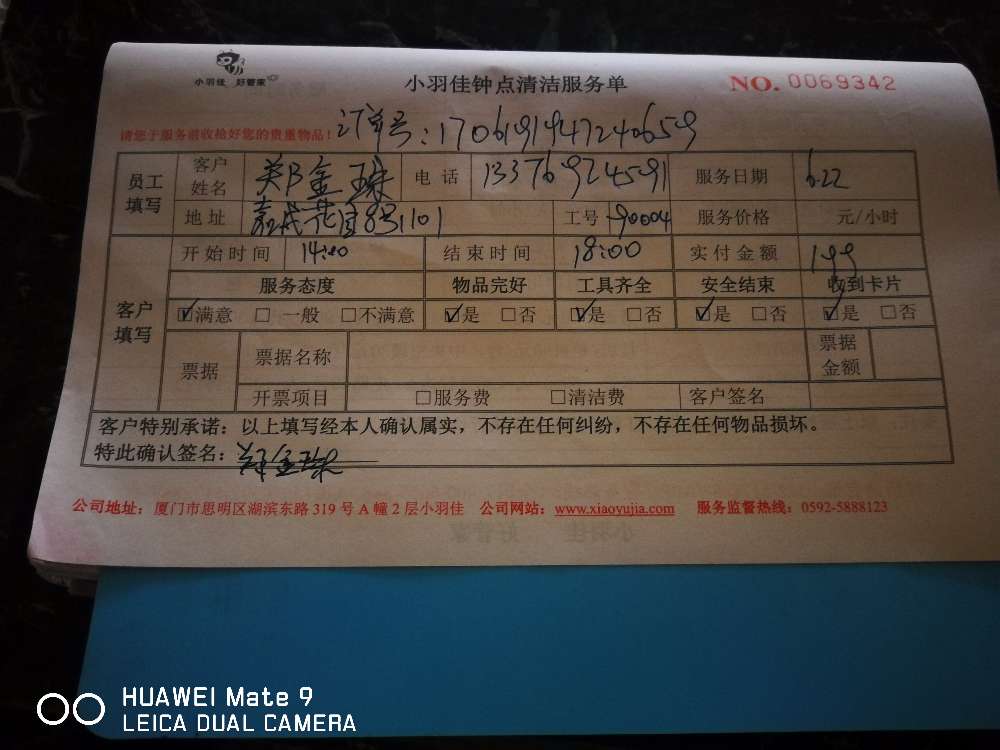 小羽佳 好管家
小羽佳钟点清洁服务单
NO. 0069342
请您于服务前收拾好您的贵重物品！ 订单号：1706191947240659
员工填写 客户姓名 郑金珠 电话 13376924591 服务日期 6.22
地址 嘉成花园8号1101 工号 90004 服务价格 元/小时
客户填写 开始时间 14:00 结束时间 18:00 实付金额 199
服务态度 物品完好 工具齐全 安全结束 收到卡片
☑满意 □一般 □不满意 ☑是 □否 ☑是 □否 ☑是 □否 ☑是 □否
票据 票据名称 票据金额
开票项目 □服务费 □清洁费 客户签名
客户特别承诺：以上填写经本人确认属实，不存在任何纠纷，不存在任何物品损坏。
特此确认签名：郑金珠
公司地址：厦门市思明区湖滨东路 319 号 A 幢 2 层小羽佳 公司网站：www.xiaoyujia.com 服务监督热线：0592-5888123
HUAWEI Mate 9
LEICA DUAL CAMERA